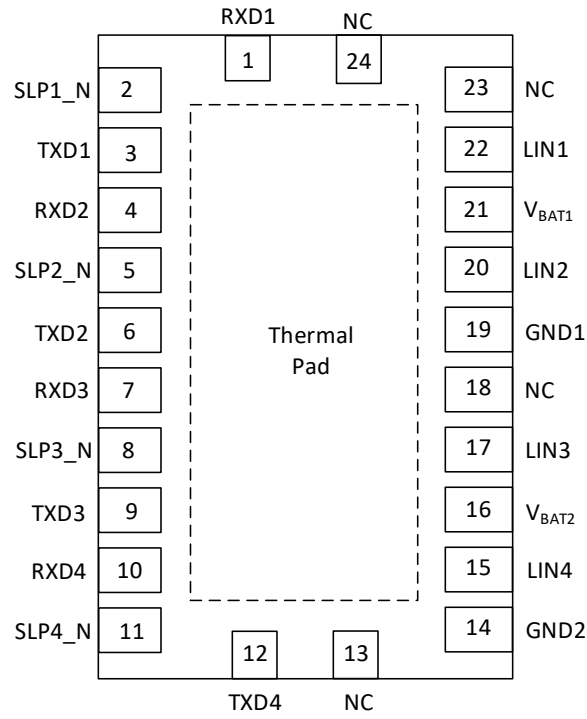 RXD1 NC
1 24
SLP1_N 2 23 NC
TXD1 3 22 LIN1
RXD2 4 21 VBAT1
SLP2_N 5 20 LIN2
TXD2 6 19 GND1
Thermal
Pad
RXD3 7 18 NC
SLP3_N 8 17 LIN3
TXD3 9 16 VBAT2
RXD4 10 15 LIN4
SLP4_N 11 14 GND2
12 13
TXD4 NC